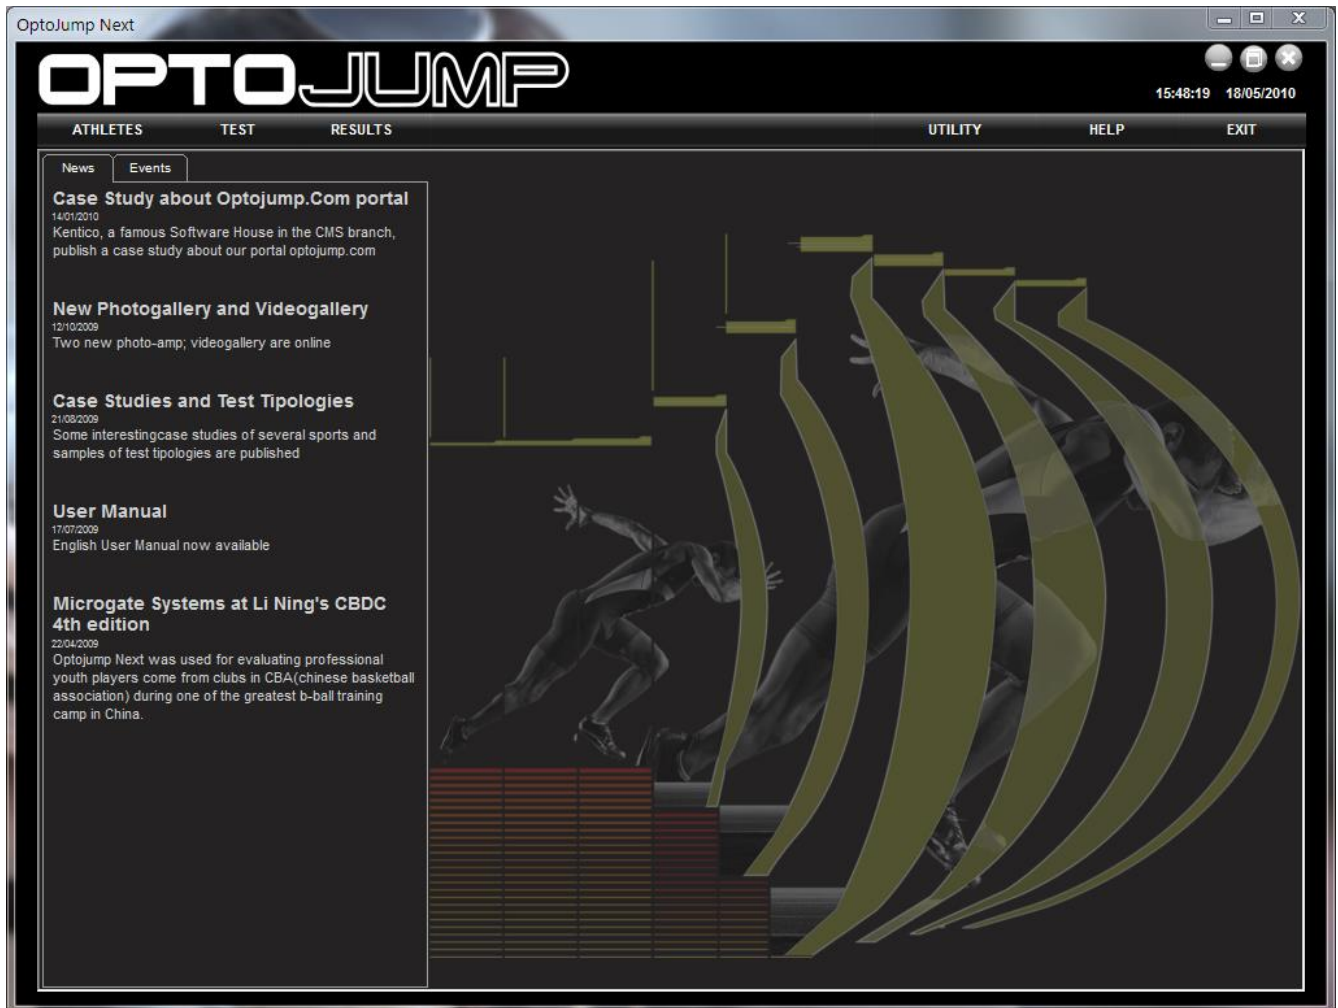 OptoJump Next
OPTOJUMP
15:48:19 18/05/2010
ATHLETES TEST RESULTS UTILITY HELP EXIT
News Events
Case Study about Optojump.Com portal
14/01/2010
Kentico, a famous Software House in the CMS branch,
publish a case study about our portal optojump.com
New Photogallery and Videogallery
12/10/2009
Two new photo-amp; videogallery are online
Case Studies and Test Tipologies
21/08/2009
Some interestingcase studies of several sports and
samples of test tipologies are published
User Manual
17/07/2009
English User Manual now available
Microgate Systems at Li Ning's CBDC
4th edition
22/04/2009
Optojump Next was used for evaluating professional
youth players come from clubs in CBA(chinese basketball
association) during one of the greatest b-ball training
camp in China.